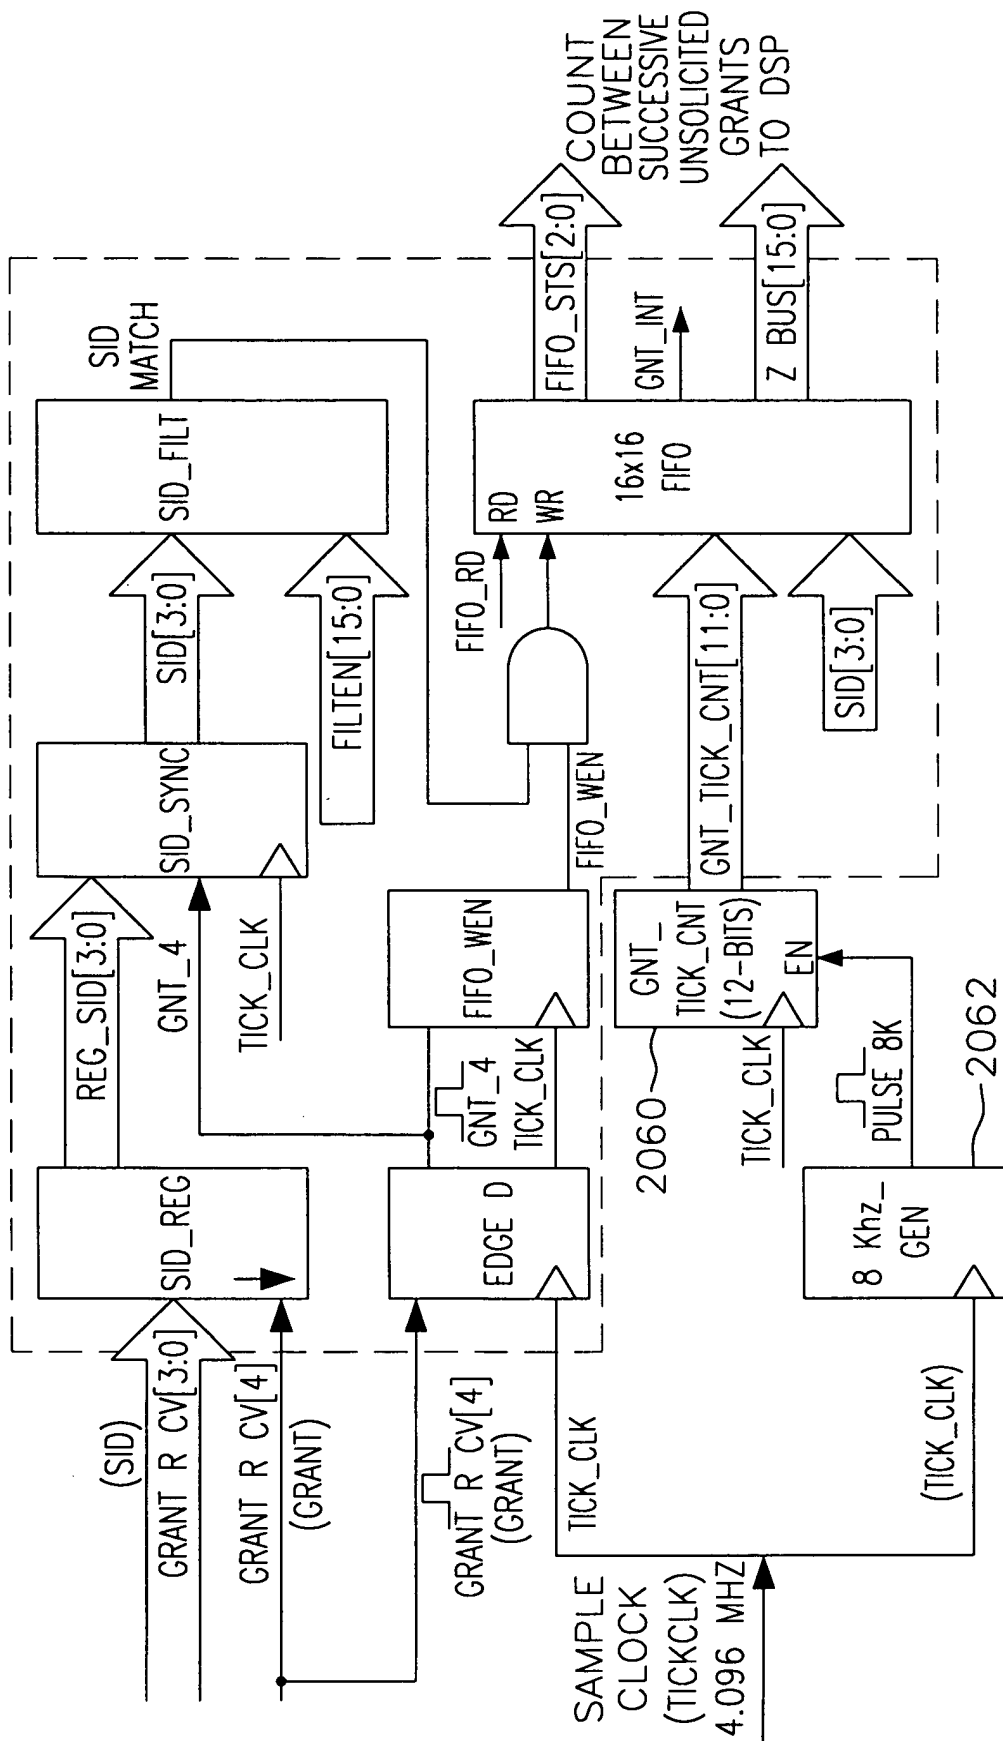 (SID)
GRANT R CV[3:0]
GRANT R CV[4]
(GRANT)
GRANT R CV[4]
(GRANT)
SAMPLE
CLOCK
(TICKCLK)
4.096 MHZ
TICK_CLK
(TICK_CLK)
SID_REG
EDGE D
8 Khz_
GEN
2062
REG_SID[3:0]
GNT_4
TICK_CLK
GNT_4
TICK_CLK
2060
TICK_CLK
PULSE 8K
SID_SYNC
FIFO_WEN
GNT_
TICK_CNT
(12-BITS)
EN
SID[3:0]
FILTEN[15:0]
FIFO_WEN
GNT_TICK_CNT[11:0]
SID[3:0]
FIFO_RD
SID_FILT
RD
WR
16x16
FIFO
SID
MATCH
FIFO_STS[2:0]
GNT_INT
Z BUS[15:0]
COUNT
BETWEEN
SUCCESSIVE
UNSOLICITED
GRANTS
TO DSP